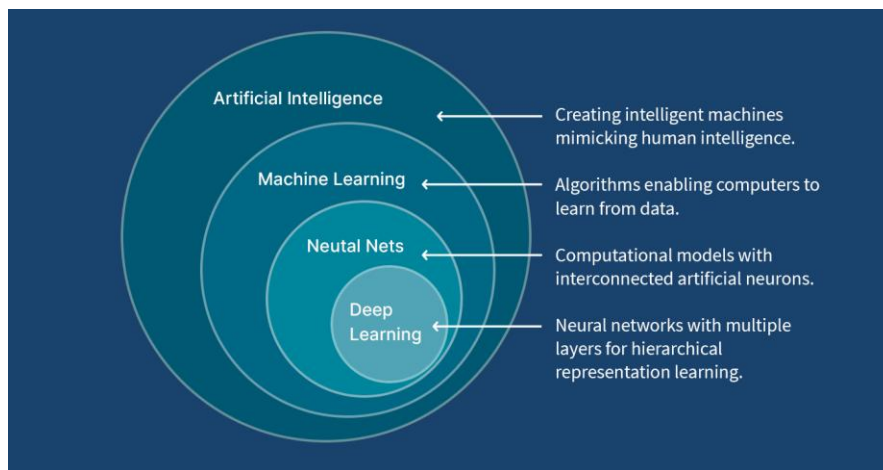 Artificial Intelligence
Creating intelligent machines
mimicking human intelligence.
Machine Learning
Algorithms enabling computers to
learn from data.
Neutal Nets
Computational models with
interconnected artificial neurons.
Deep
Learning
Neural networks with multiple
layers for hierarchical
representation learning.